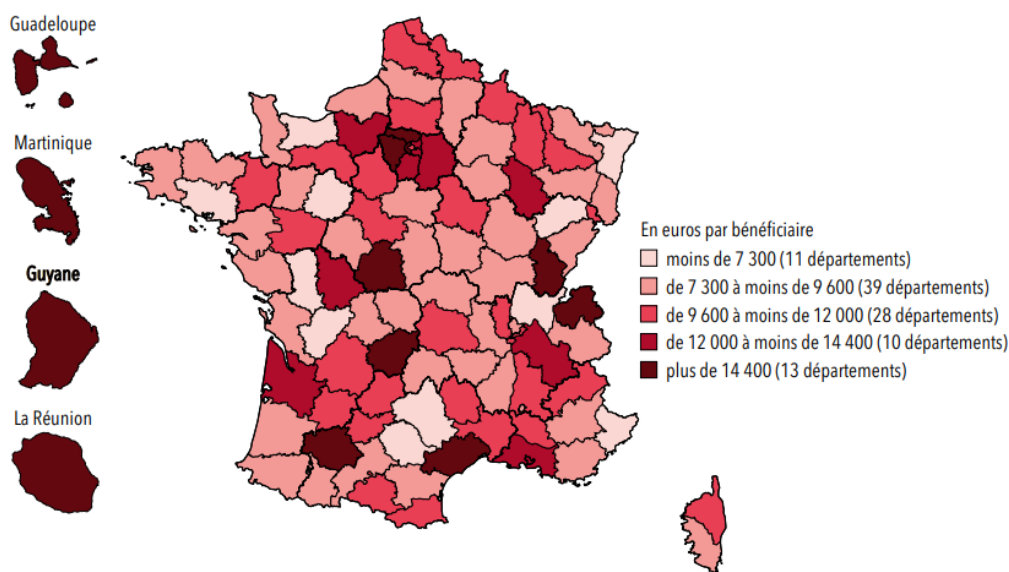 Guadeloupe
Martinique
Guyane
La Réunion
En euros par bénéficiaire
moins de 7 300 (11 départements)
de 7 300 à moins de 9 600 (39 départements)
de 9 600 à moins de 12 000 (28 départements)
de 12 000 à moins de 14 400 (10 départements)
plus de 14 400 (13 départements)